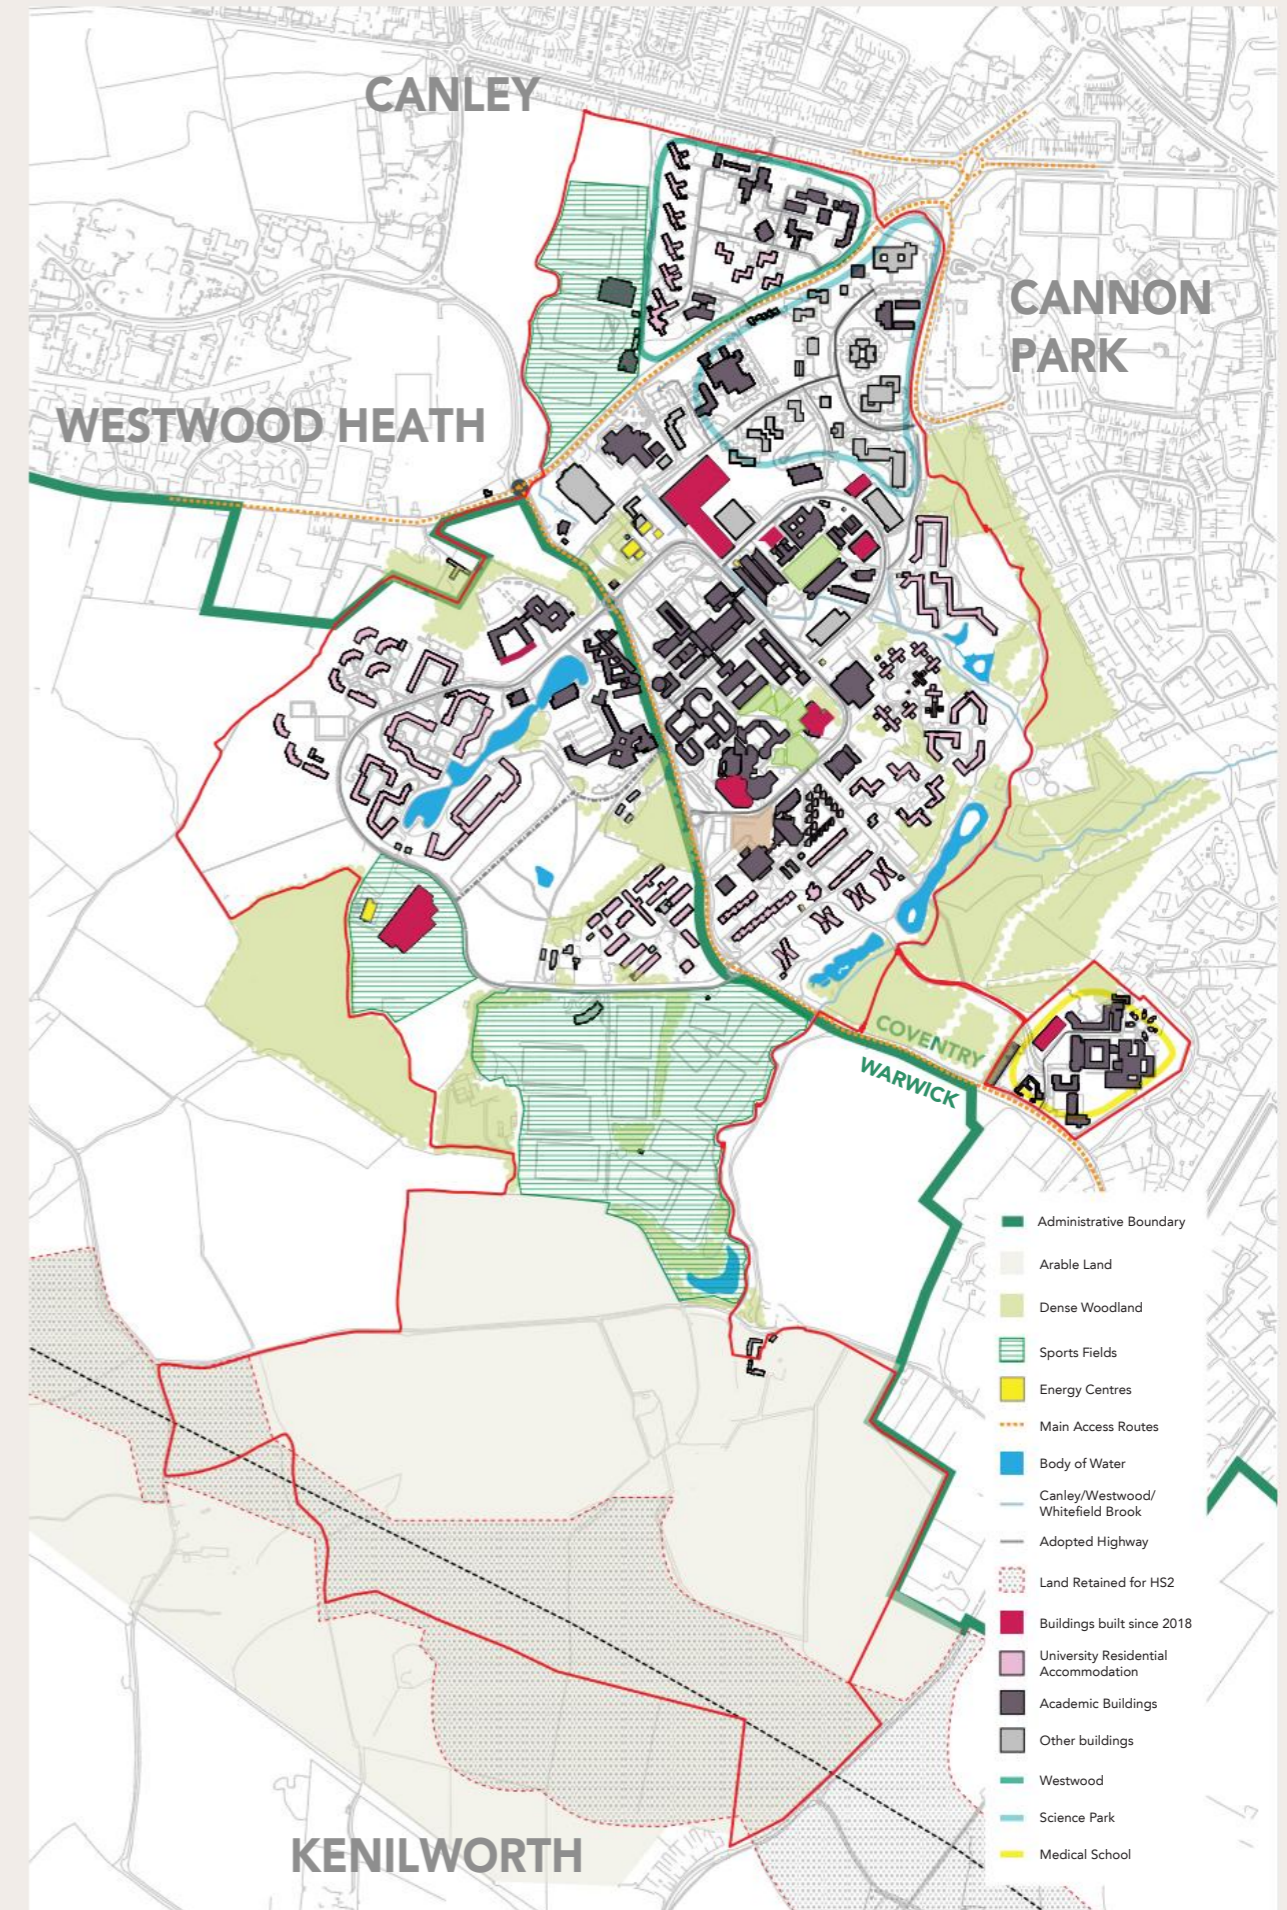 CANLEY
CANNON
PARK
WESTWOOD HEATH
COVENTRY
WARWICK
KENILWORTH
Administrative Boundary
Arable Land
Dense Woodland
Sports Fields
Energy Centres
Main Access Routes
Body of Water
Canley/Westwood/
Whitefield Brook
Adopted Highway
Land Retained for HS2
Buildings built since 2018
University Residential
Accommodation
Academic Buildings
Other buildings
Westwood
Science Park
Medical School